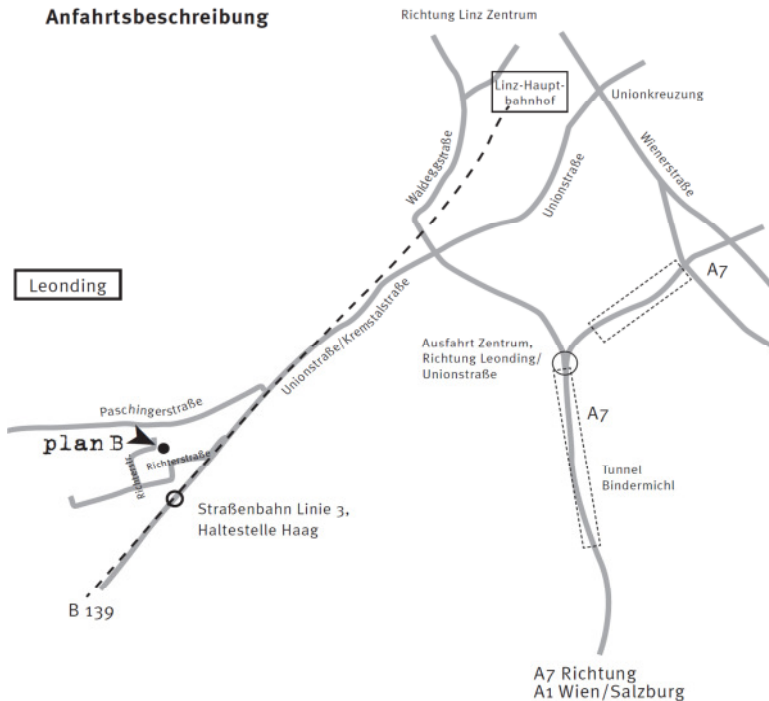 Anfahrtsbeschreibung
Richtung Linz Zentrum
Linz-Haupt-
bahnhof
Unionkreuzung
Waldeggstraße
Unionstraße
Wienerstraße
Leonding
A7
Unionstraße/Kremstalstraße
Ausfahrt Zentrum,
Richtung Leonding/
Unionstraße
Paschingerstraße
A7
plan B
Richterstraße
Richterstr.
Tunnel
Bindermichl
Straßenbahn Linie 3,
Haltestelle Haag
B 139
A7 Richtung
A1 Wien/Salzburg